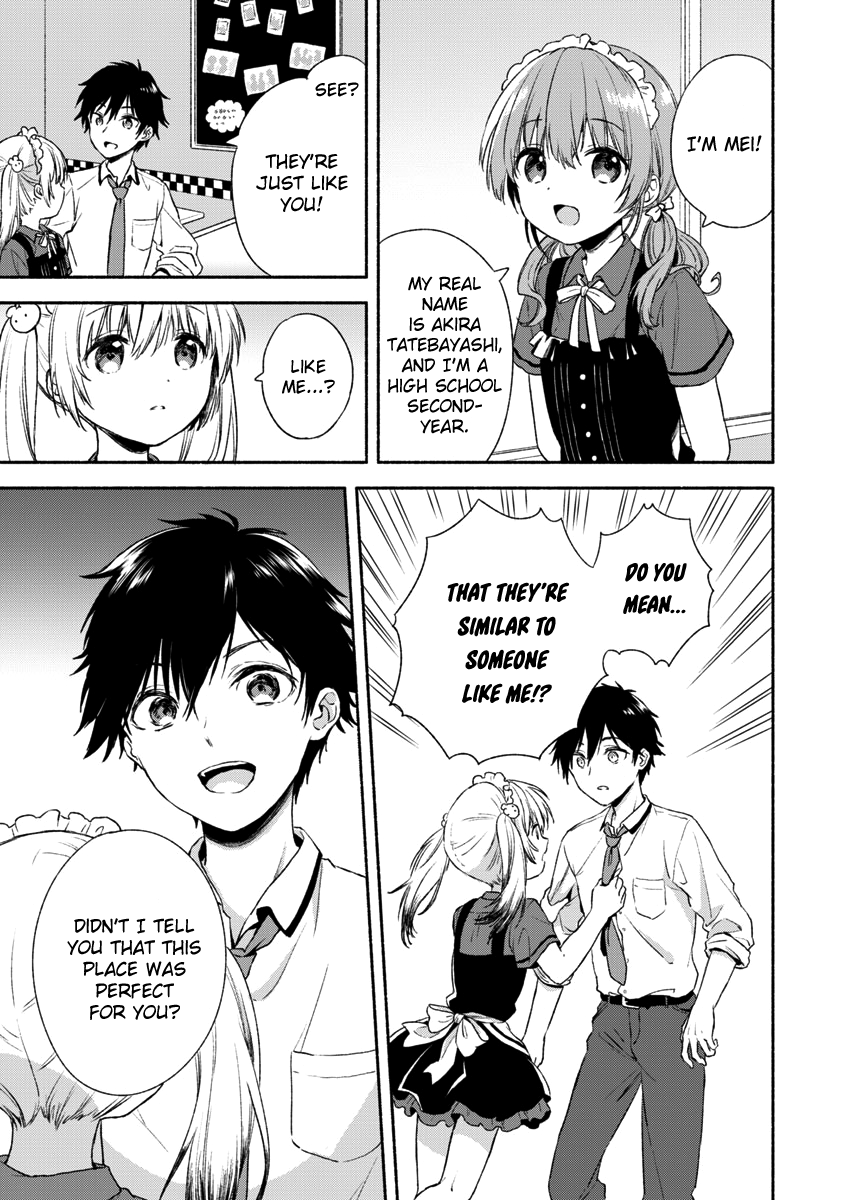 I'M MEI!
MY REAL
NAME
IS AKIRA
TATEBAYASHI,
AND I'M A
HIGH SCHOOL
SECOND-
YEAR.
SEE?
THEY'RE
JUST LIKE
YOU!
LIKE
ME...?
DO YOU
MEAN...
THAT THEY'RE
SIMILAR TO
SOMEONE
LIKE ME!?
DIDN'T I TELL
YOU THAT THIS
PLACE WAS
PERFECT
FOR YOU?